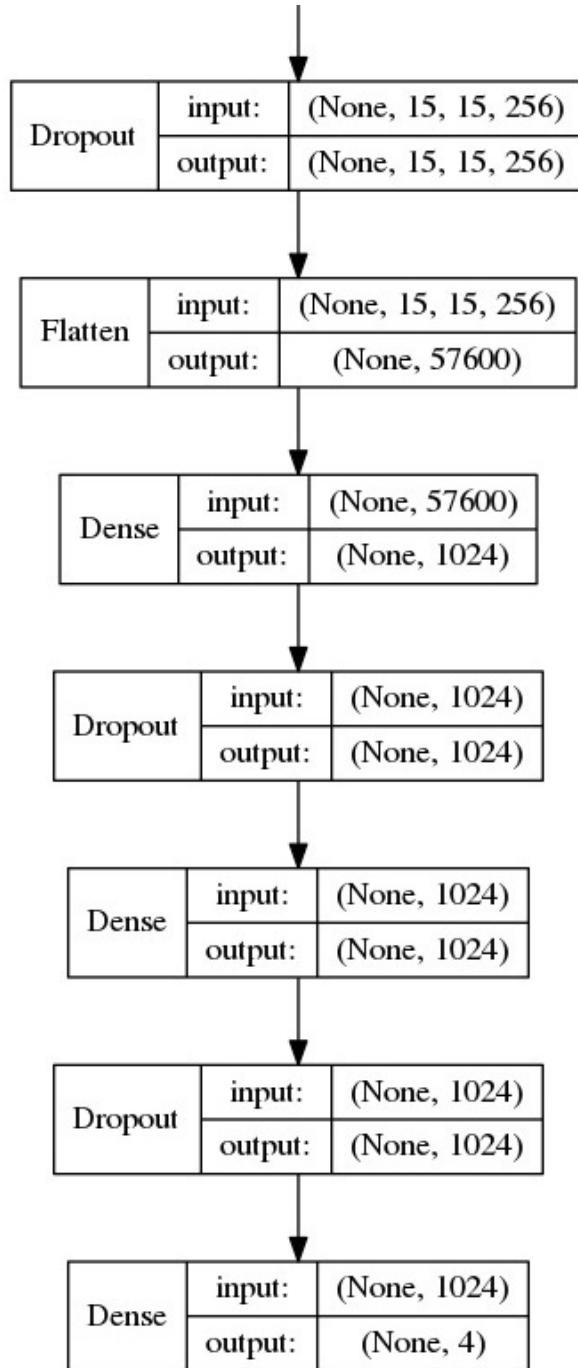 Dropout
input: (None, 15, 15, 256)
output: (None, 15, 15, 256)
Flatten
input: (None, 15, 15, 256)
output: (None, 57600)
Dense
input: (None, 57600)
output: (None, 1024)
Dropout
input: (None, 1024)
output: (None, 1024)
Dense
input: (None, 1024)
output: (None, 1024)
Dropout
input: (None, 1024)
output: (None, 1024)
Dense
input: (None, 1024)
output: (None, 4)